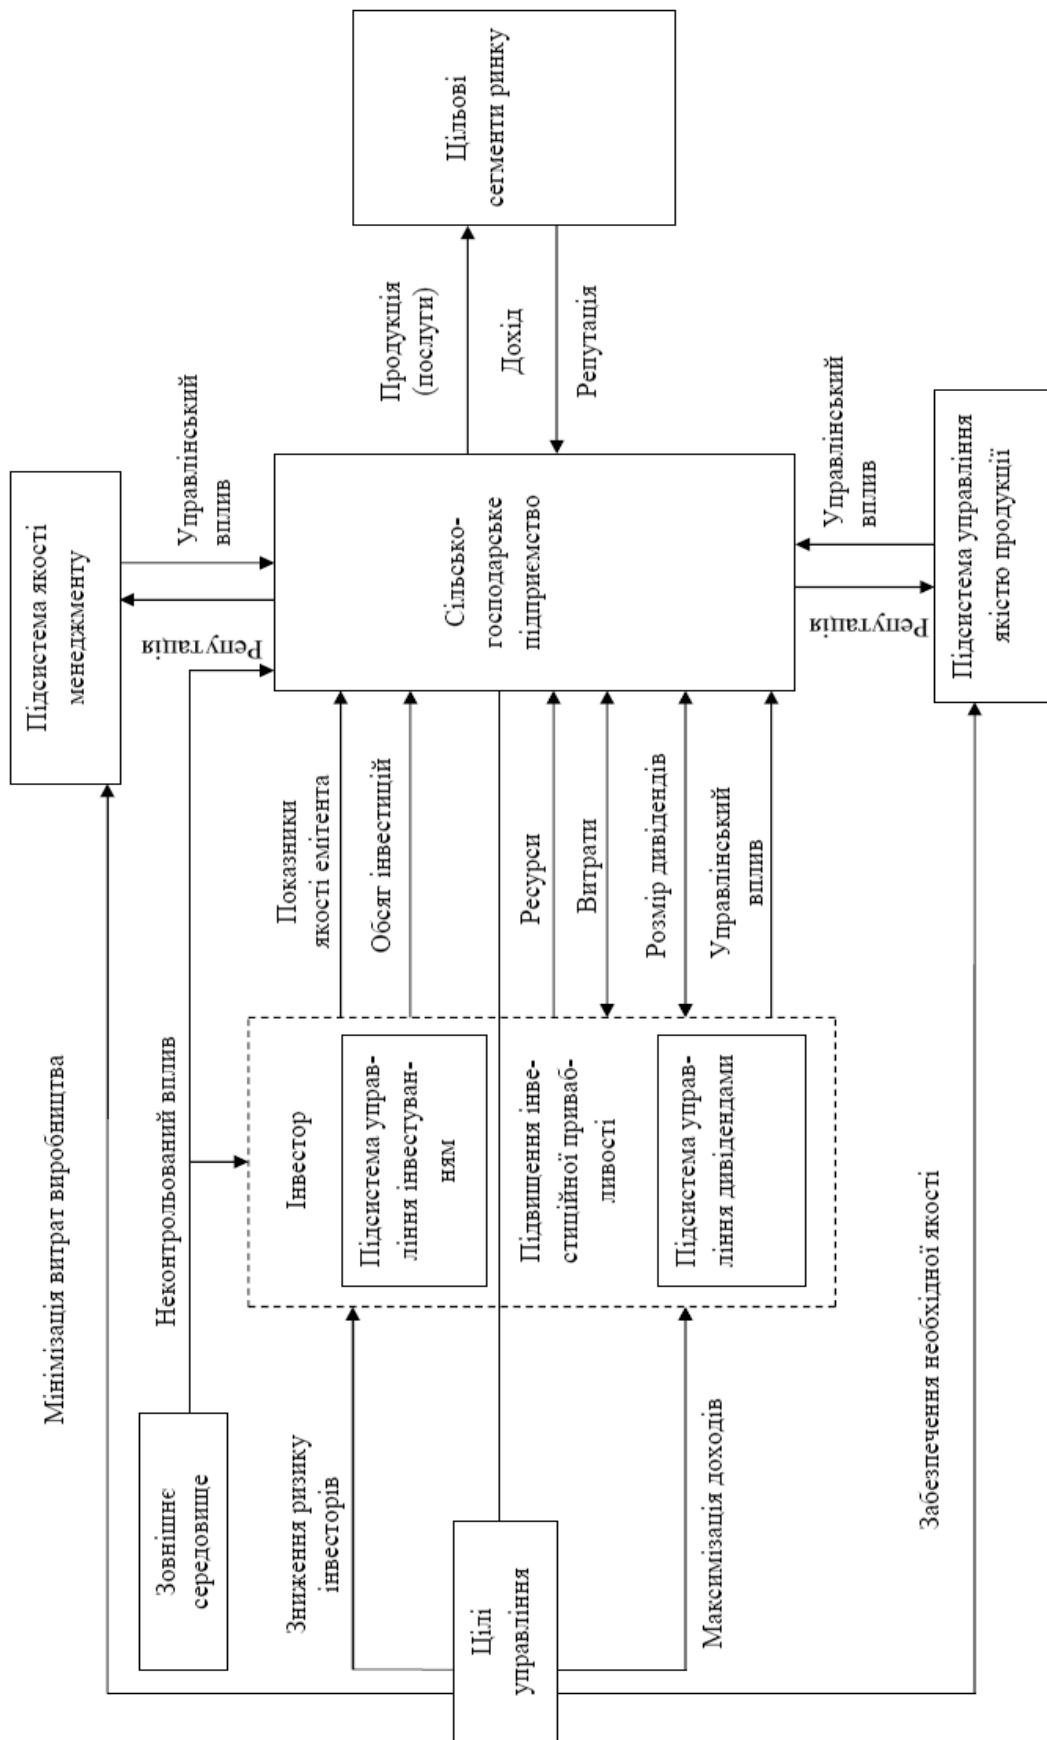 Мінімізація витрат виробництва
Підсистема якості
менеджменту
Зовнішнє
середовище
Неконтрольований вплив
Репутація
Управлінський
вплив
Зниження ризику
інвесторів
Інвестор
Підсистема управ-
ління інвестуван-
ням
Показники
якості емітента
Обсяг інвестицій
Цілі
управління
Підвищення інве-
стиційної приваб-
ливості
Ресурси
Витрати
Сільсько-
господарське
підприємство
Продукція
(послуги)
Дохід
Репутація
Цільові
сегменти ринку
Максимізація доходів
Підсистема управ-
ління дивідендами
Розмір дивідендів
Управлінський
вплив
Репутація
Управлінський
вплив
Забезпечення необхідної якості
Підсистема управління
якістю продукції